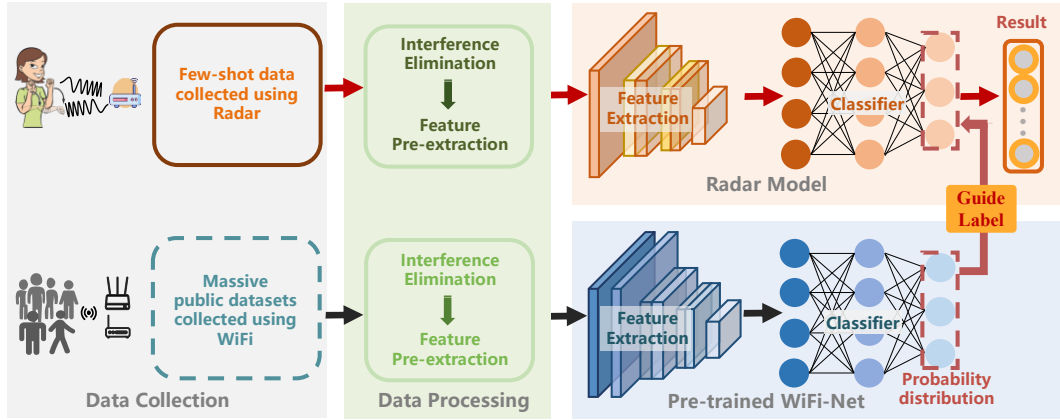 Few-shot data
collected using
Radar
Interference
Elimination
Feature
Pre-extraction
Feature
Extraction
Classifier
Result
Radar Model
Guide
Label
Massive
public datasets
collected using
WiFi
Interference
Elimination
Feature
Pre-extraction
Feature
Extraction
Classifier
Probability
distribution
Data Collection
Data Processing
Pre-trained WiFi-Net